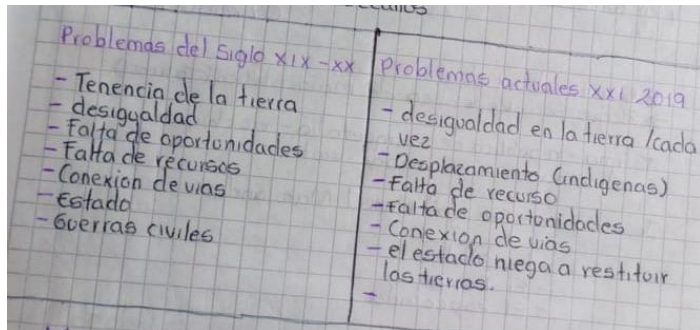 Problemas del Siglo XIX-XX
- Tenencia de la tierra
- desigualdad
- Falta de oportunidades
- Falta de recursos
- Conexion de vias
- Estado
- Guerras civiles
Problemas actuales XXI 2019
- desigualdad en la tierra /cada
vez
- Desplazamiento (indigenas)
- Falta de recurso
- Falta de oportunidades
- Conexion de vias
- el estado niega a restituir
las tierras.
-